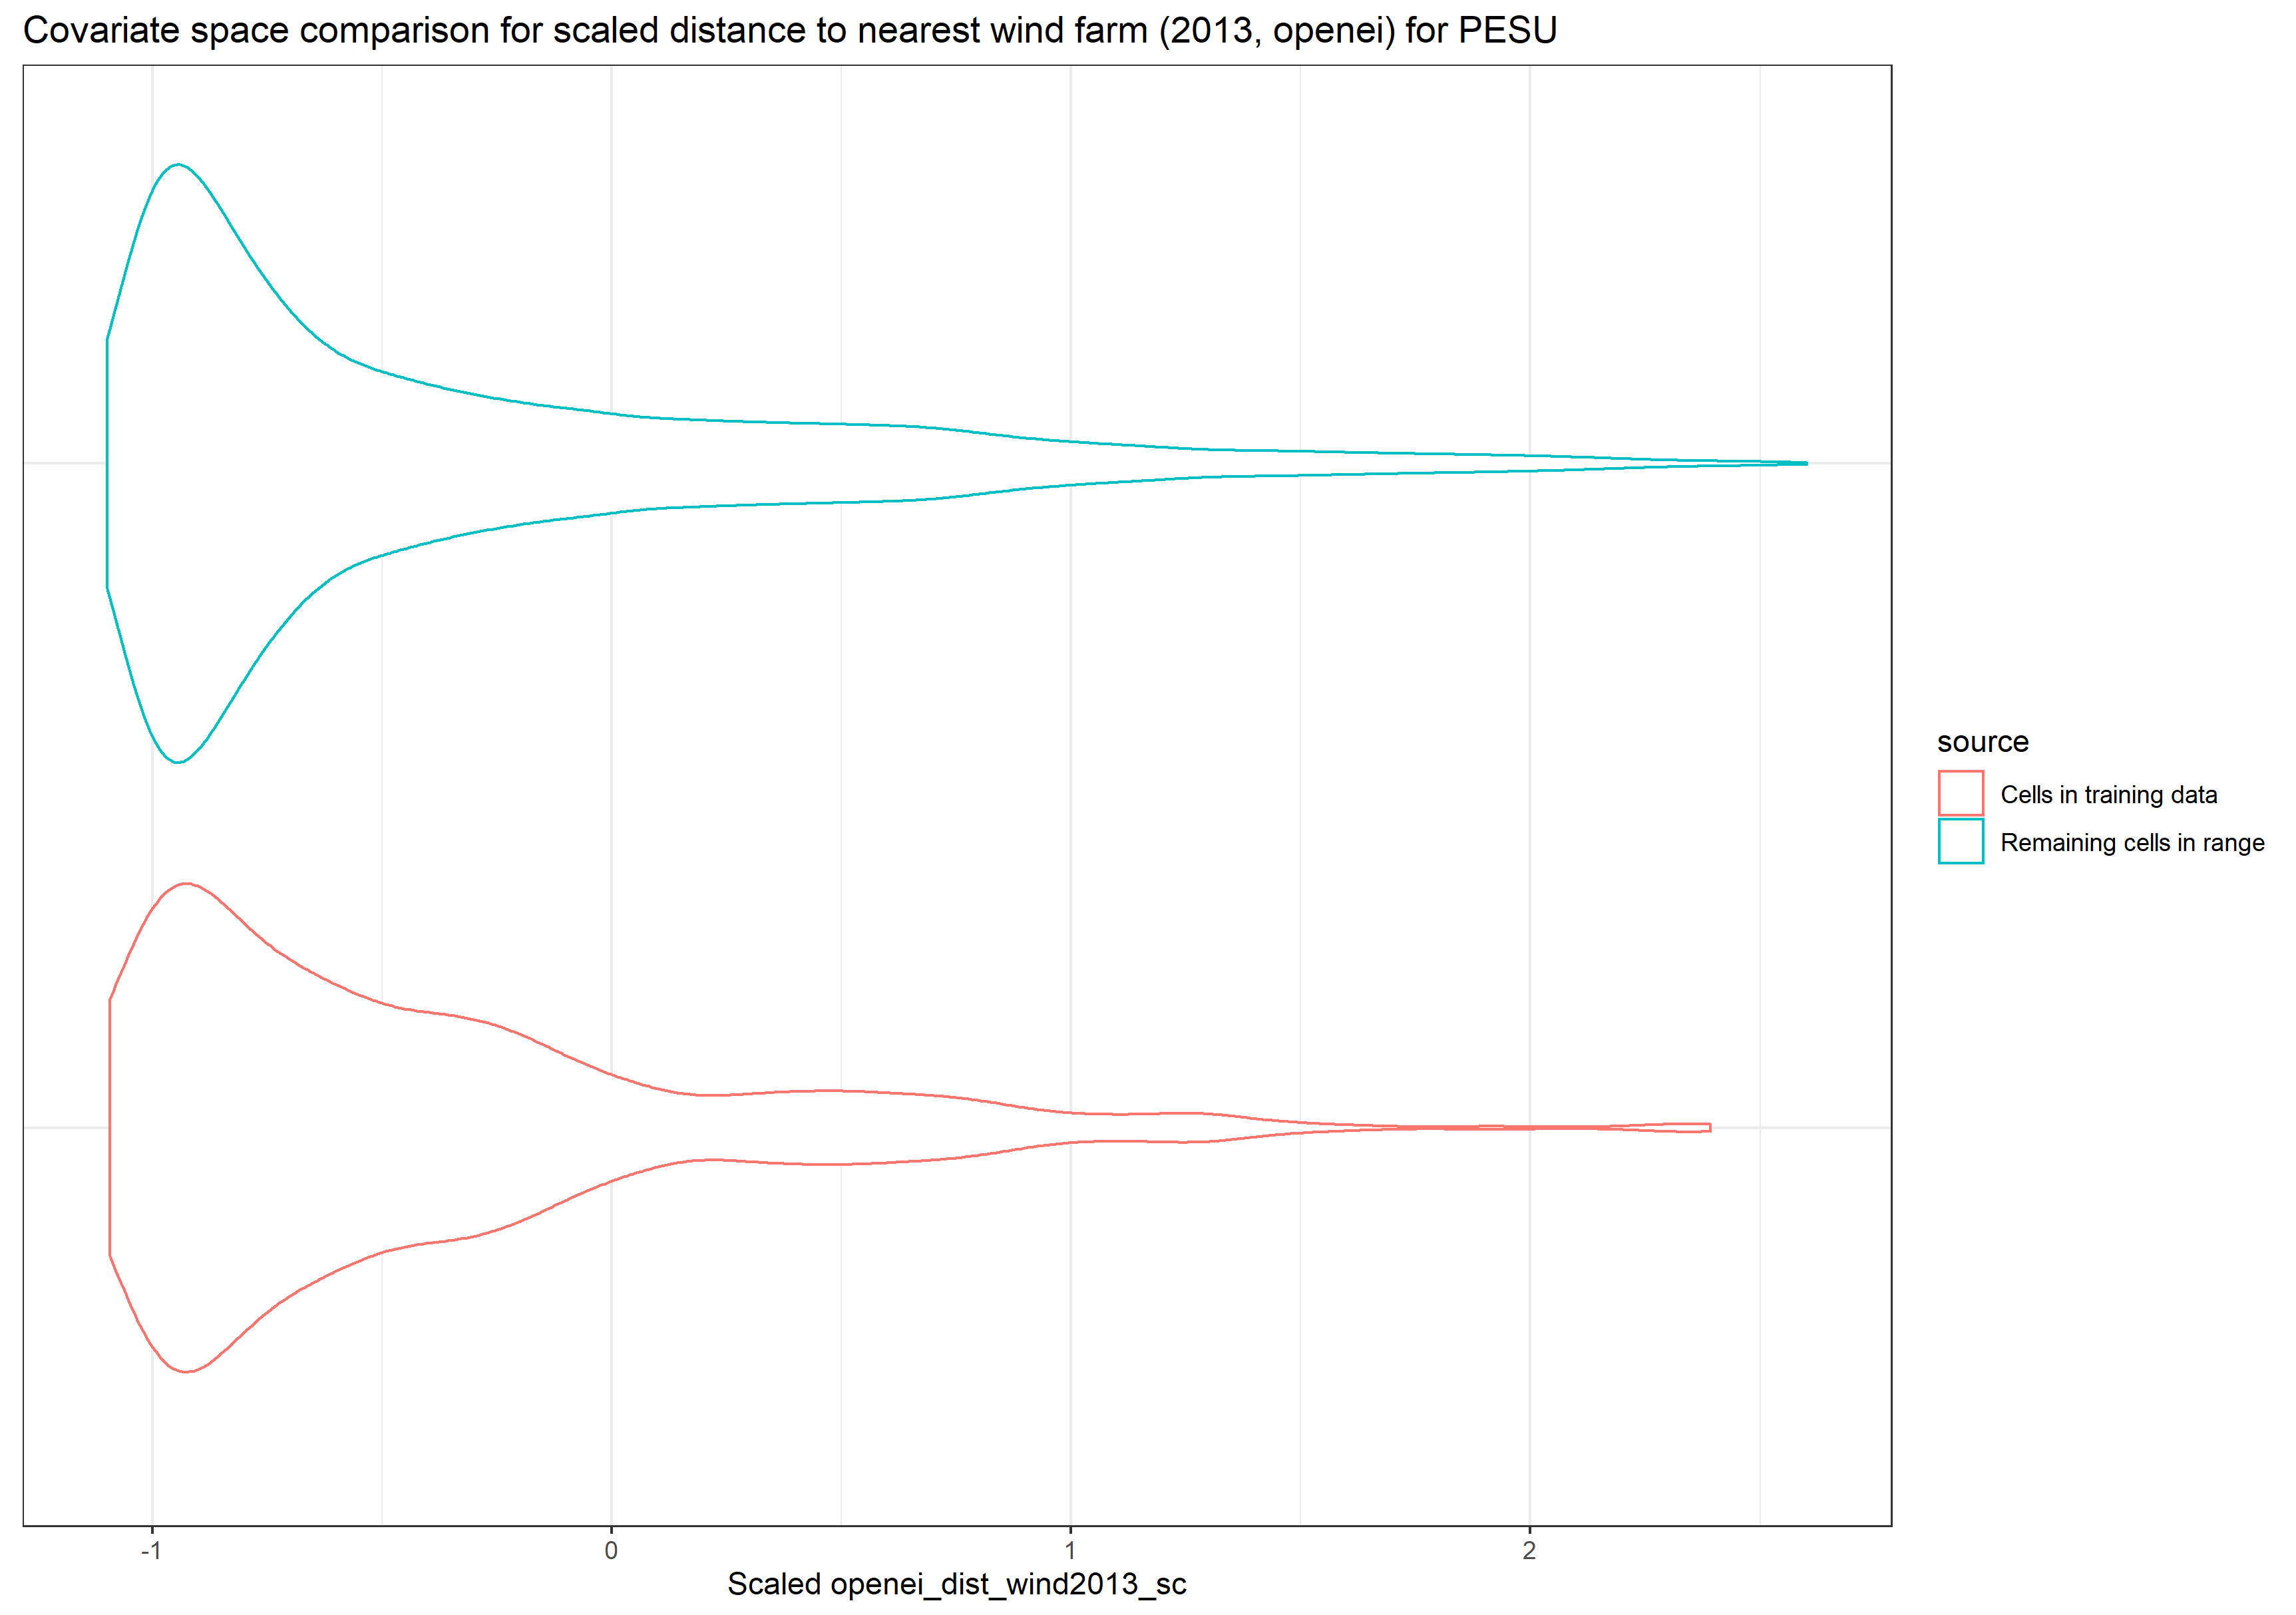 Covariate space comparison for scaled distance to nearest wind farm (2013, openei) for PESU
source
Cells in training data
Remaining cells in range
-1 0 1 2
Scaled openei_dist_wind2013_sc